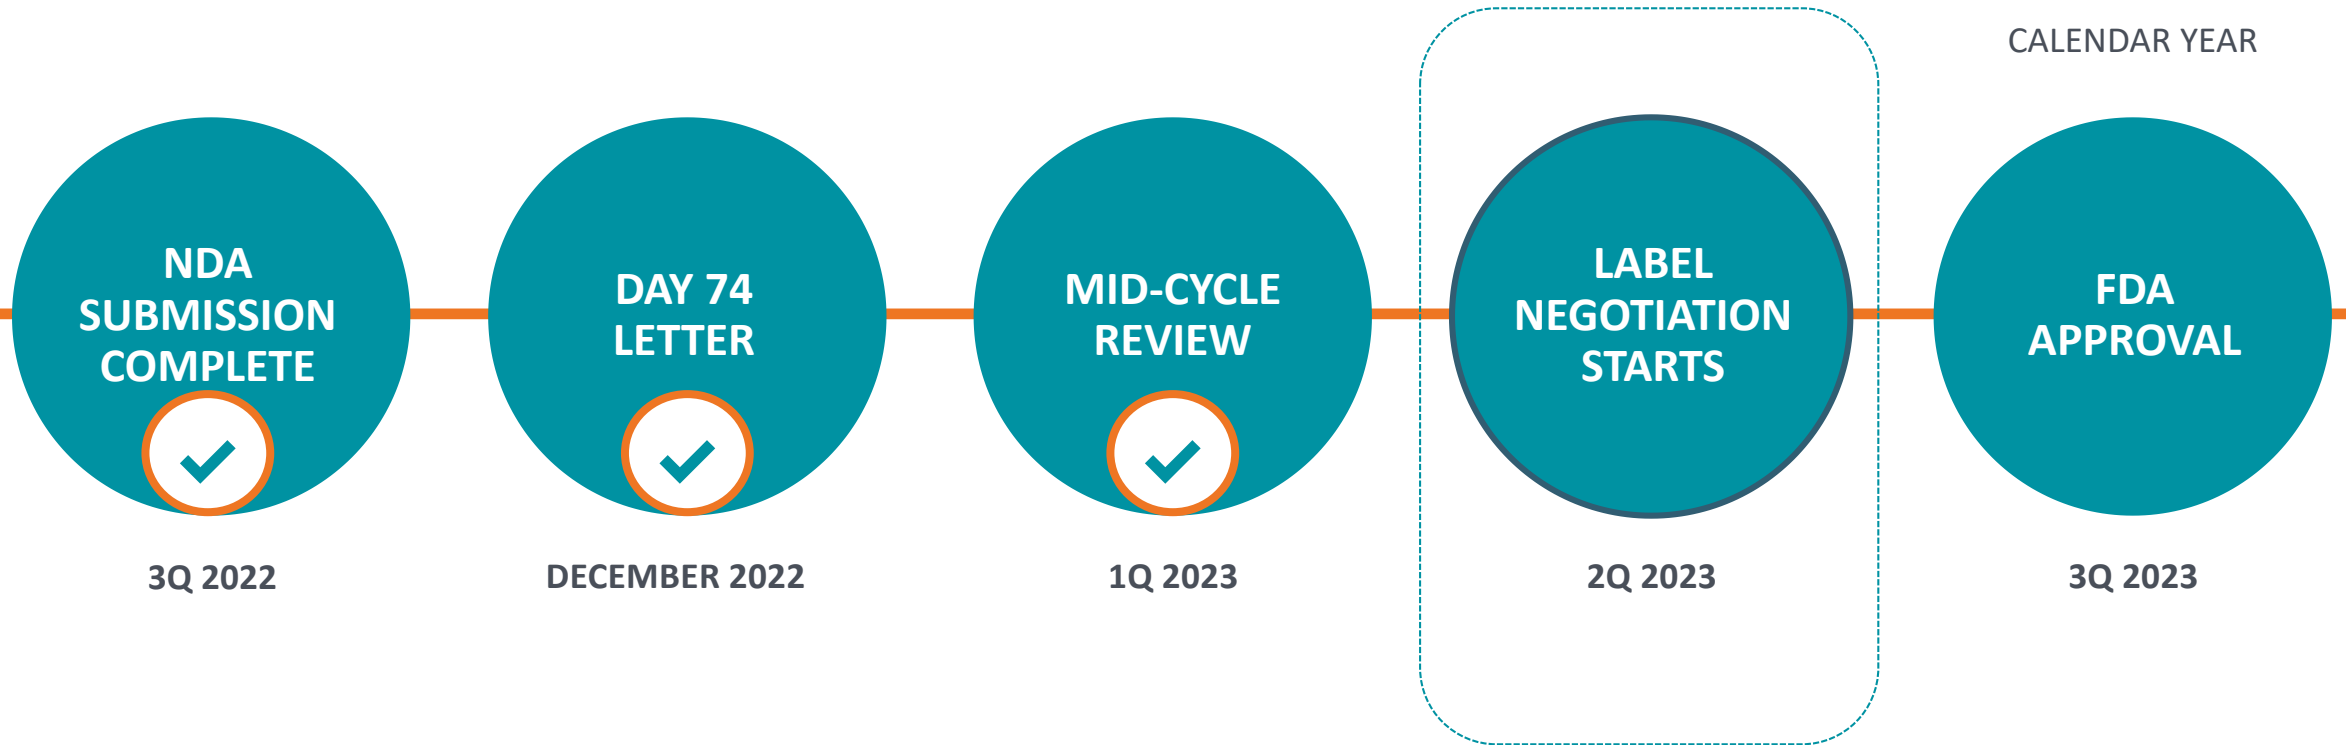 CALENDAR YEAR
NDA
SUBMISSION
COMPLETE
3Q 2022
DAY 74
LETTER
DECEMBER 2022
MID-CYCLE
REVIEW
1Q 2023
LABEL
NEGOTIATION
STARTS
2Q 2023
FDA
APPROVAL
3Q 2023